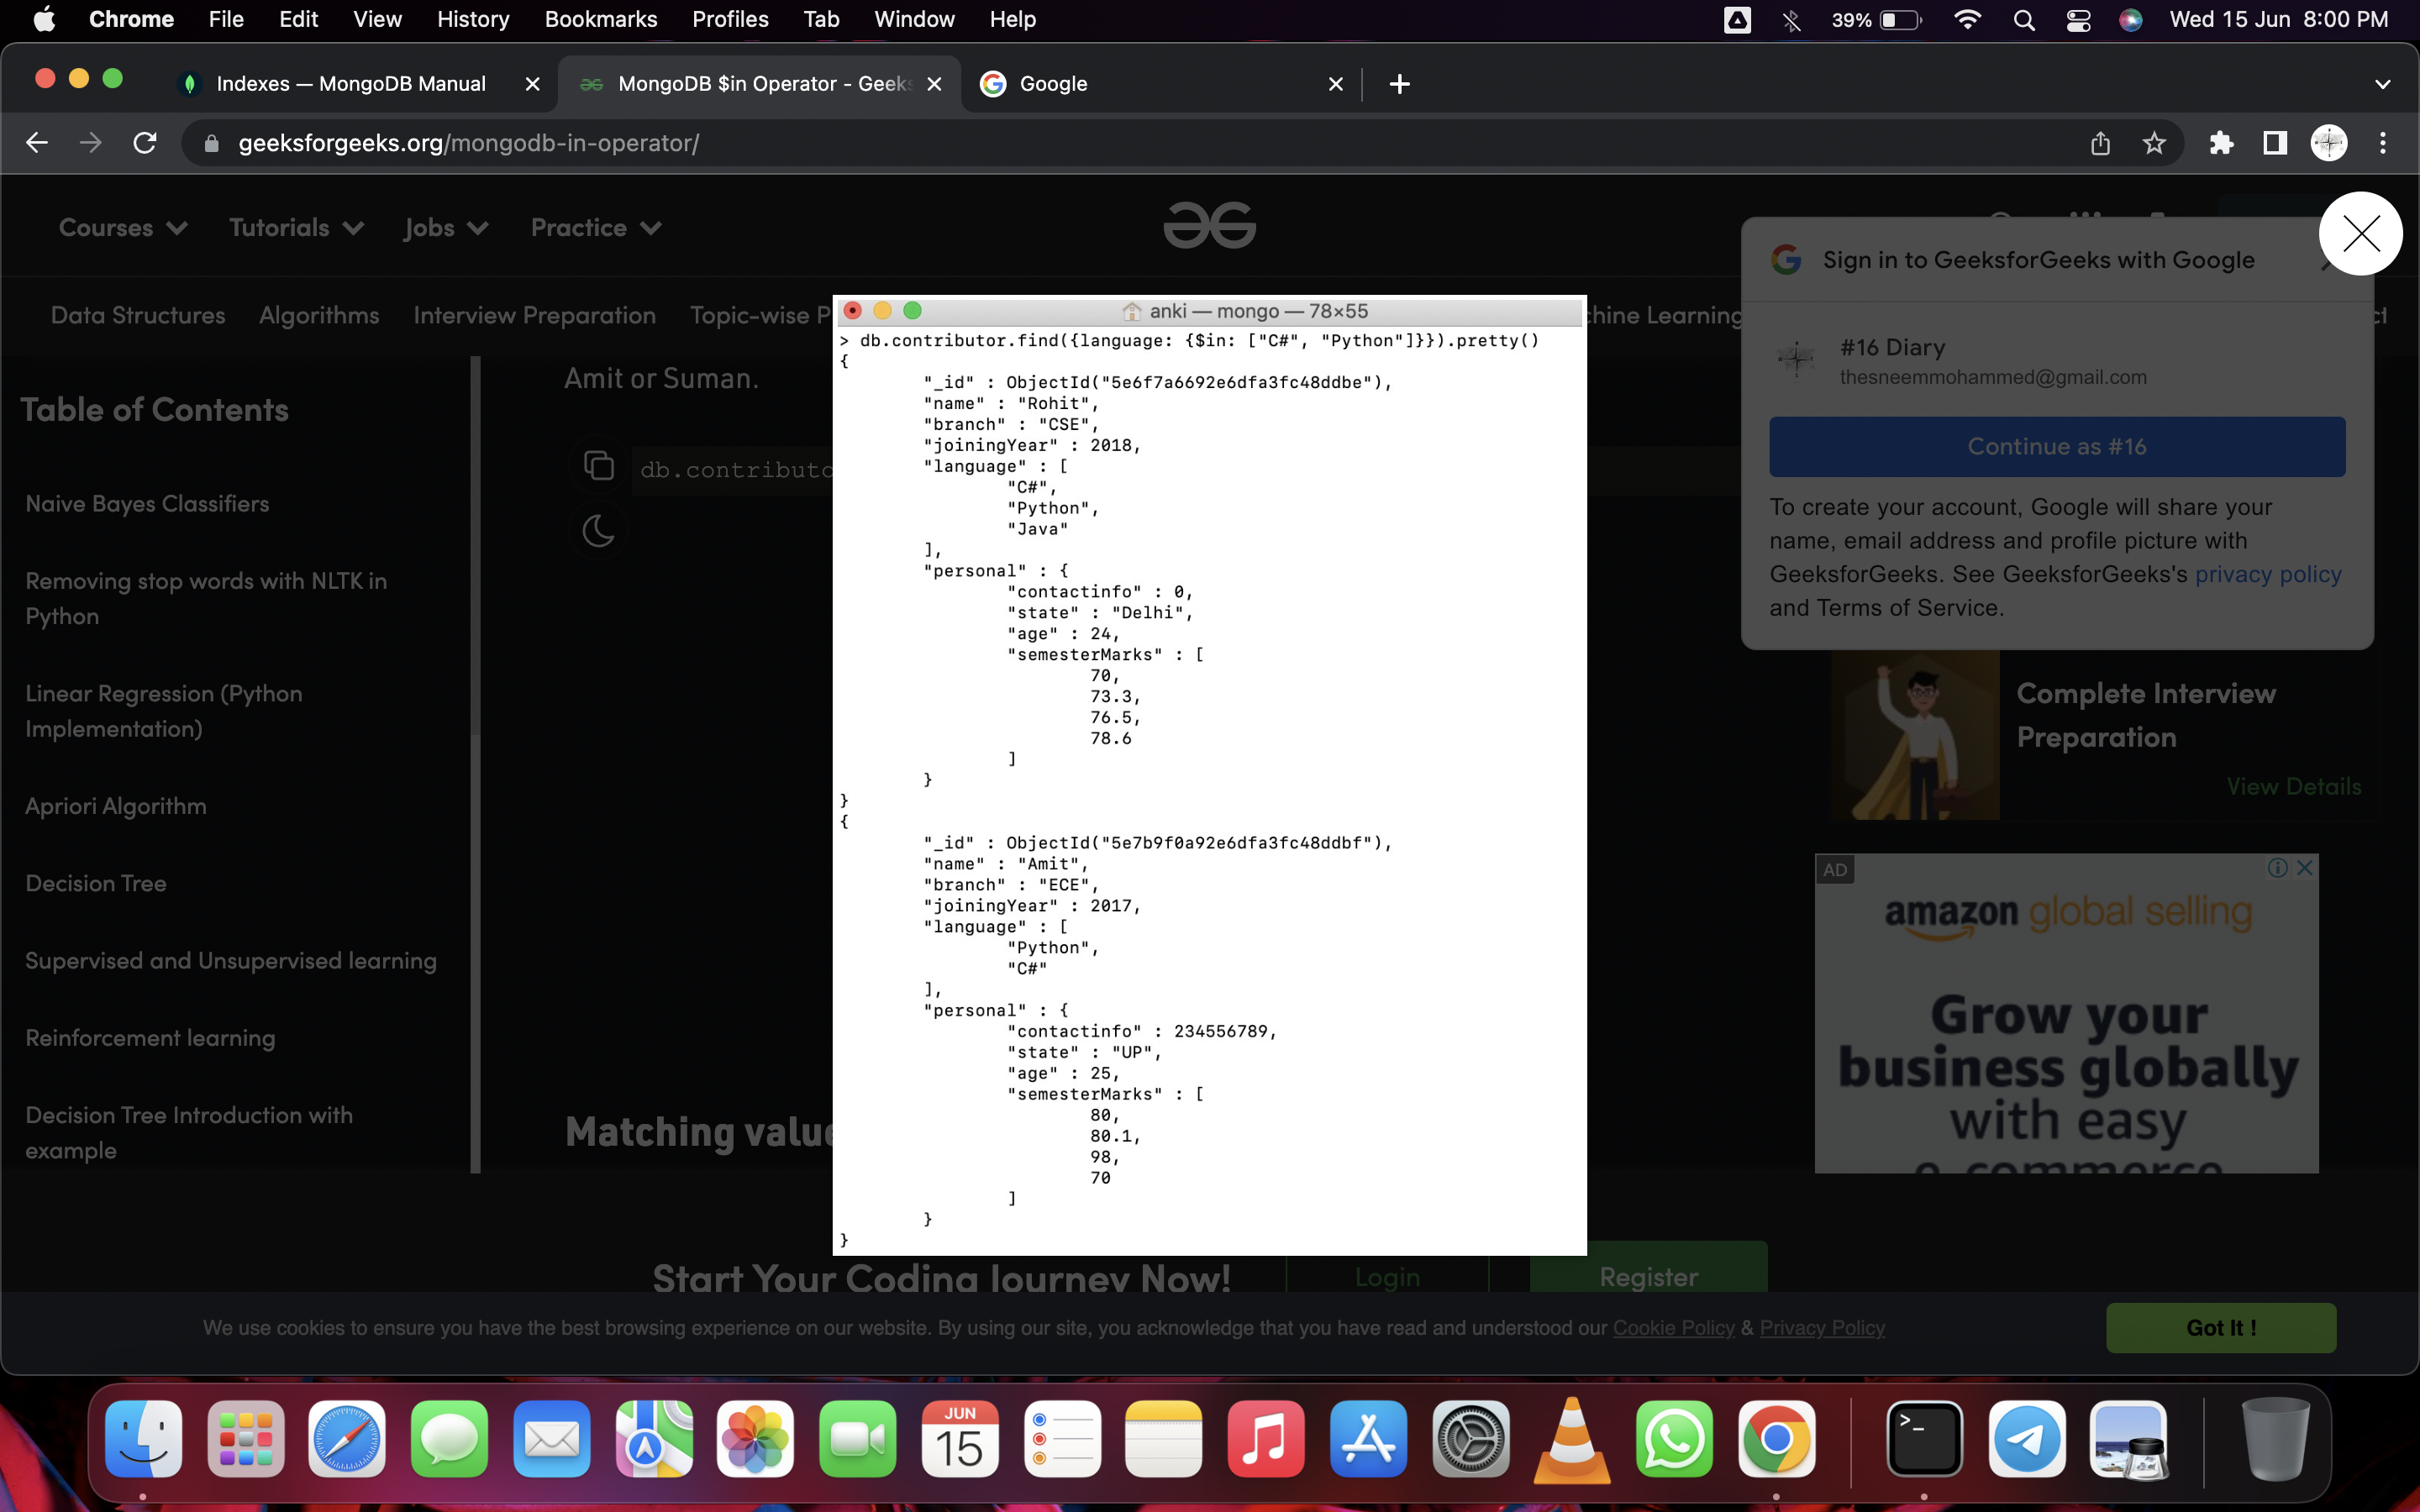 Chrome File Edit View History Bookmarks Profiles Tab Window Help 39% Wed 15 Jun 8:00 PM
Indexes — MongoDB Manual MongoDB $in Operator - Geeks Google
geeksforgeeks.org/mongodb-in-operator/
Courses Tutorials Jobs Practice
Data Structures Algorithms Interview Preparation Topic-wise P
chine Learning
ct
Table of Contents
Naive Bayes Classifiers
Removing stop words with NLTK in
Python
Linear Regression (Python
Implementation)
Apriori Algorithm
Decision Tree
Supervised and Unsupervised learning
Reinforcement learning
Decision Tree Introduction with
example
Amit or Suman.
db.contributo
Matching value
anki — mongo — 78×55
> db.contributor.find({language: {$in: ["C#", "Python"]}}).pretty()
{
"_id" : ObjectId("5e6f7a6692e6dfa3fc48ddbe"),
"name" : "Rohit",
"branch" : "CSE",
"joiningYear" : 2018,
"language" : [
"C#",
"Python",
"Java"
],
"personal" : {
"contactinfo" : 0,
"state" : "Delhi",
"age" : 24,
"semesterMarks" : [
70,
73.3,
76.5,
78.6
]
}
}
{
"_id" : ObjectId("5e7b9f0a92e6dfa3fc48ddbf"),
"name" : "Amit",
"branch" : "ECE",
"joiningYear" : 2017,
"language" : [
"Python",
"C#"
],
"personal" : {
"contactinfo" : 234556789,
"state" : "UP",
"age" : 25,
"semesterMarks" : [
80,
80.1,
98,
70
]
}
}
Sign in to GeeksforGeeks with Google
#16 Diary
thesneemmohammed@gmail.com
Continue as #16
To create your account, Google will share your
name, email address and profile picture with
GeeksforGeeks. See GeeksforGeeks's privacy policy
and Terms of Service.
Complete Interview
Preparation
View Details
AD
amazon global selling
Grow your
business globally
with easy
e-commerce
Start Your Coding Journey Now! Login Register
We use cookies to ensure you have the best browsing experience on our website. By using our site, you acknowledge that you have read and understood our Cookie Policy & Privacy Policy
Got It !
JUN
15
>_